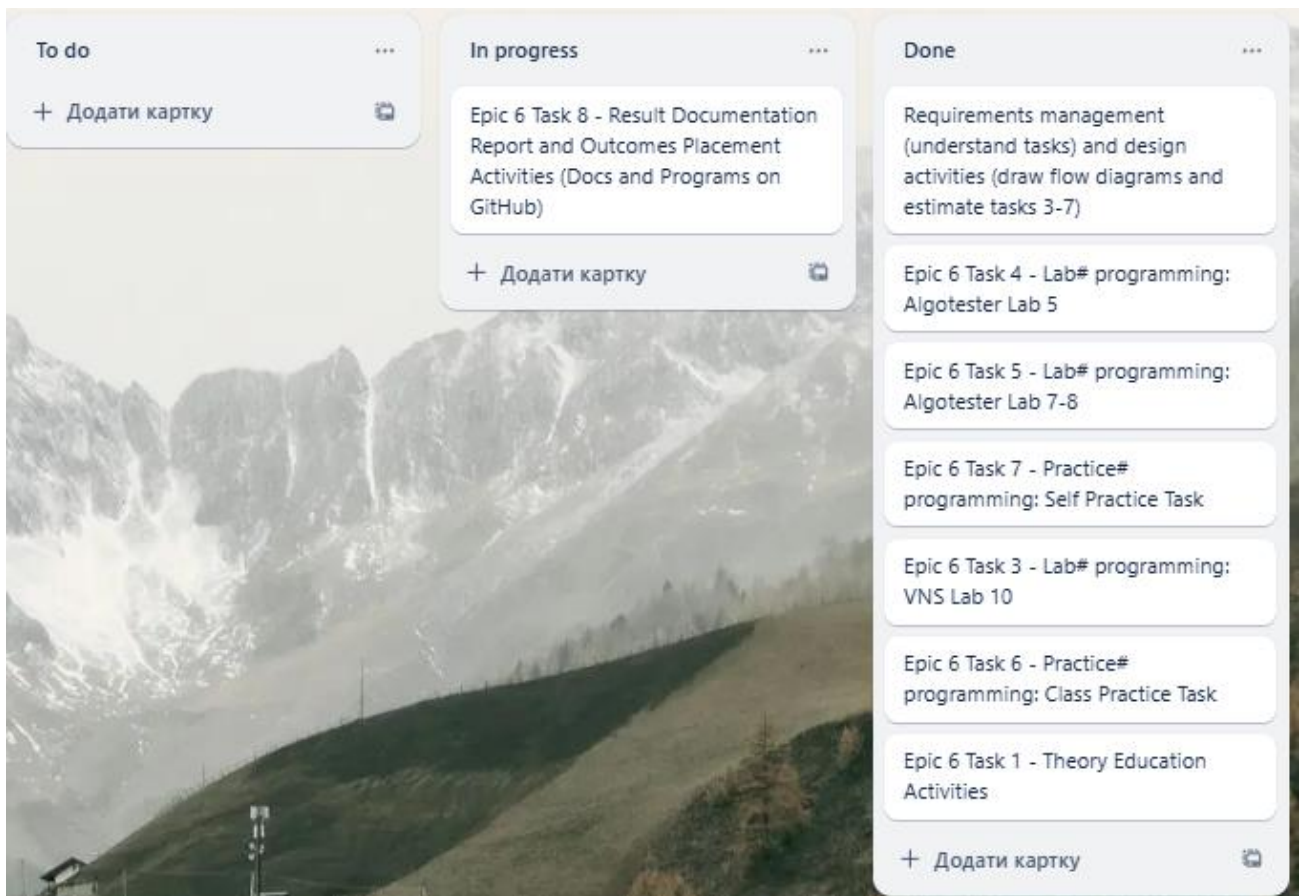 To do
+ Додати картку
In progress
Epic 6 Task 8 - Result Documentation
Report and Outcomes Placement
Activities (Docs and Programs on
GitHub)
+ Додати картку
Done
Requirements management
(understand tasks) and design
activities (draw flow diagrams and
estimate tasks 3-7)
Epic 6 Task 4 - Lab# programming:
Algotester Lab 5
Epic 6 Task 5 - Lab# programming:
Algotester Lab 7-8
Epic 6 Task 7 - Practice#
programming: Self Practice Task
Epic 6 Task 3 - Lab# programming:
VNS Lab 10
Epic 6 Task 6 - Practice#
programming: Class Practice Task
Epic 6 Task 1 - Theory Education
Activities
+ Додати картку